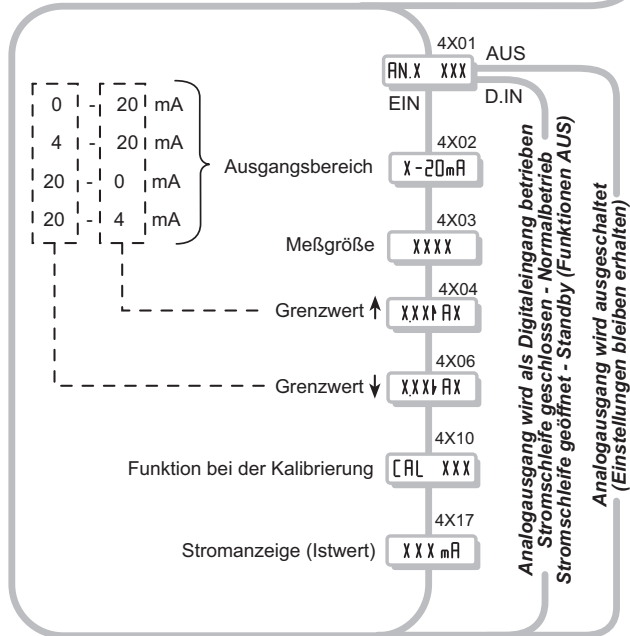 4X01
AN.X XXX
AUS
EIN
D.IN
0 - 20 mA
4 - 20 mA
20 - 0 mA
20 - 4 mA
Ausgangsbereich
4X02
X-20mA
4X03
Meßgröße
XXXX
4X04
Grenzwert ↑
4X06
Grenzwert ↓
4X10
Funktion bei der Kalibrierung
CAL XXX
4X17
Stromanzeige (Istwert)
XXX mA
Analogausgang wird als Digitaleingang betrieben
Stromschleife geschlossen - Normalbetrieb
Stromschleife geöffnet - Standby (Funktionen AUS)
Analogausgang wird ausgeschaltet
(Einstellungen bleiben erhalten)